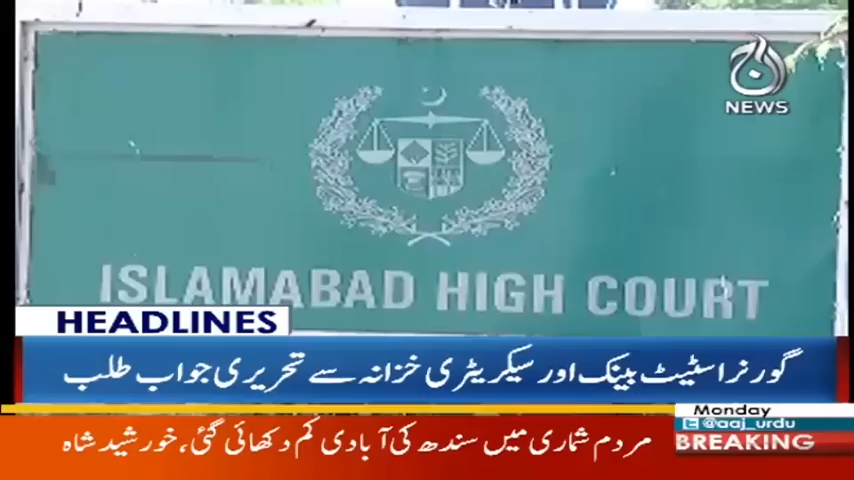 آج
NEWS
ISLAMABAD HIGH COURT
HEADLINES
گورنر اسٹیٹ بینک اور سیکریٹری خزانہ سے تحریری جواب طلب
Monday
@aaj_urdu
BREAKING
مردم شماری میں سندھ کی آبادی کم دکھائی گئی، خورشید شاہ